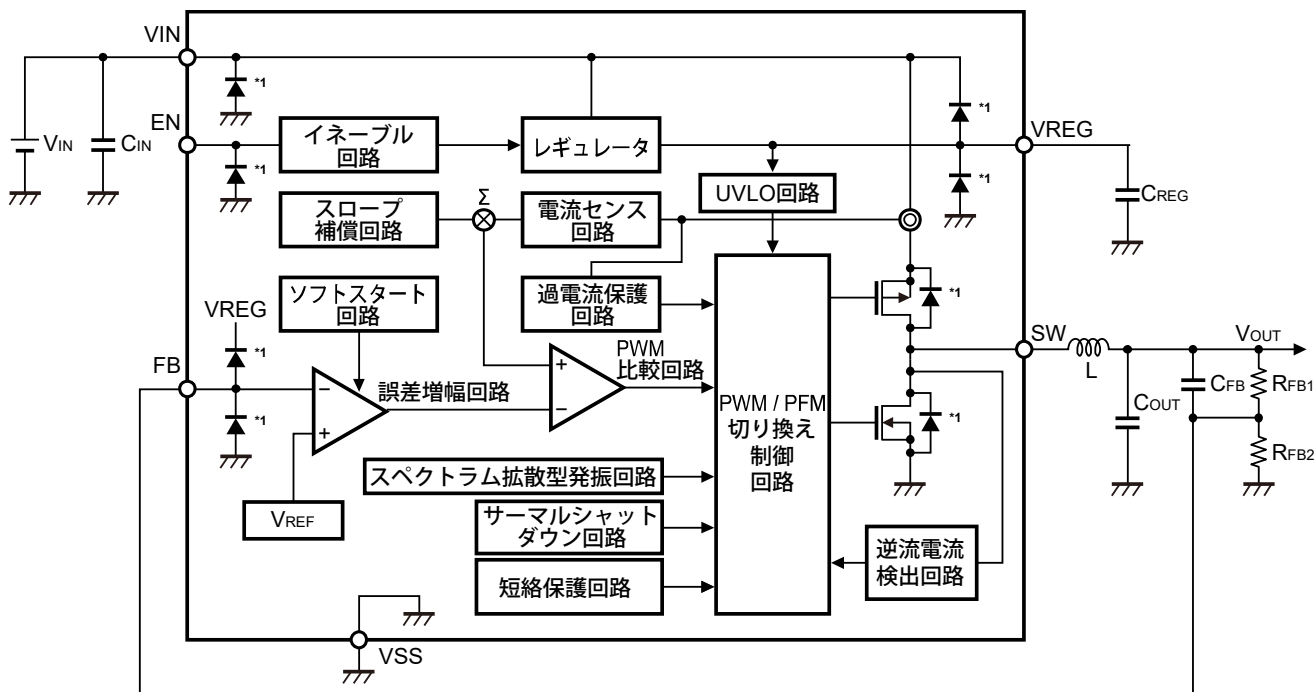 VIN
*1
EN
VIN
CIN
*1
イネーブル
回路
レギュレータ
*1
VREG
*1
UVLO回路
CREG
スロープ
補償回路
Σ
電流センス
回路
ソフトスタート
回路
過電流保護
回路
*1
VREG
*1
FB
*1
誤差増幅回路
PWM
比較回路
PWM / PFM
切り換え
制御
回路
SW
L
VOUT
CFB
RFB1
COUT
RFB2
*1
−
+
+
−
VREF
スペクトラム拡散型発振回路
サーマルシャット
ダウン回路
短絡保護回路
逆流電流
検出回路
VSS